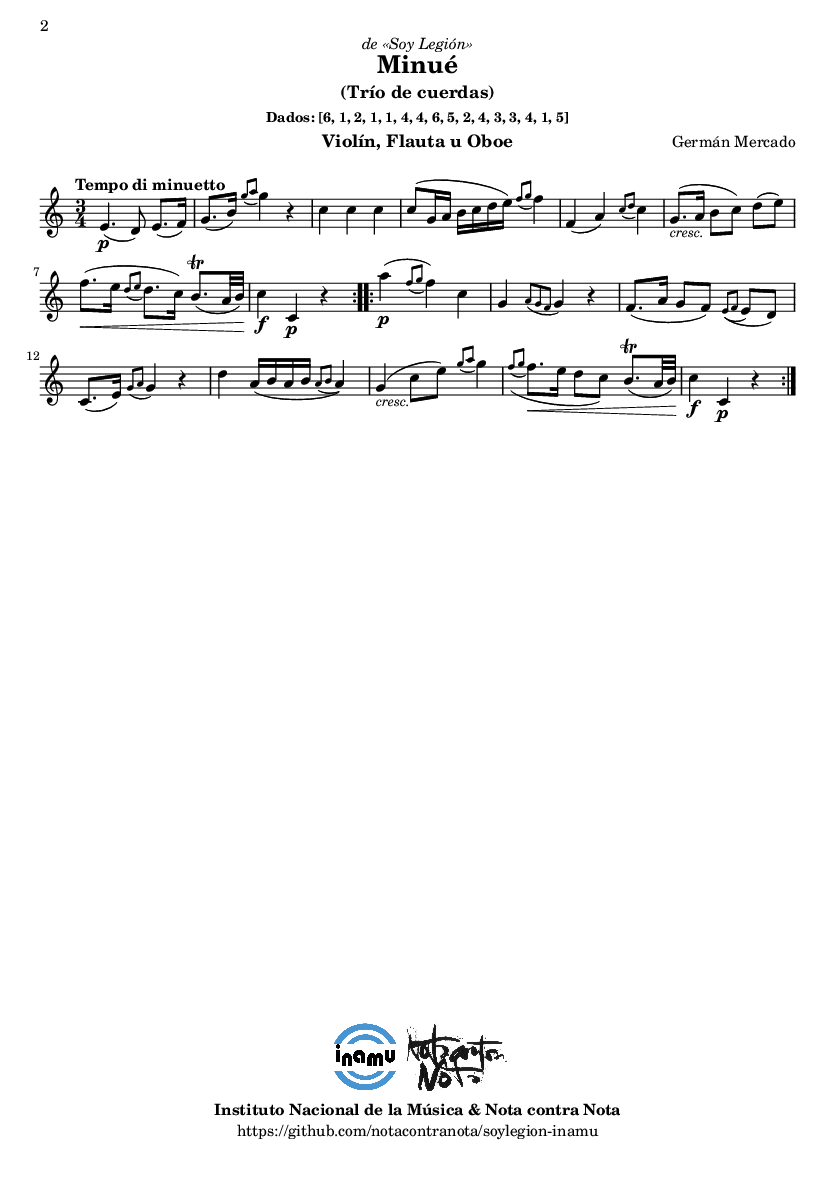 2
de «Soy Legión»
Minué
(Trío de cuerdas)
Dados: [6, 1, 2, 1, 1, 4, 4, 6, 5, 2, 4, 3, 3, 4, 1, 5]
Violín, Flauta u Oboe
Germán Mercado
Tempo di minuetto
3
4
p
cresc.
7
tr
f p p
12
cresc.
tr
f p
inamu
Nota contra Nota
Instituto Nacional de la Música & Nota contra Nota
https://github.com/notacontranota/soylegion-inamu